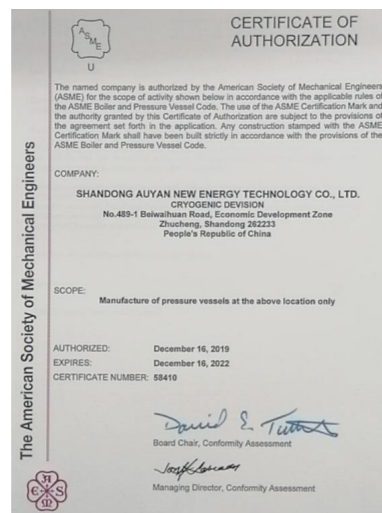 CERTIFICATE OF
AUTHORIZATION
ASME
U
The named company is authorized by the American Society of Mechanical Engineers
(ASME) for the scope of activity shown below in accordance with the applicable rules of
the ASME Boiler and Pressure Vessel Code. The use of the ASME Certification Mark and
the authority granted by this Certificate of Authorization are subject to the provisions of
the agreement set forth in the application. Any construction stamped with the ASME
Certification Mark shall have been built strictly in accordance with the provisions of the
ASME Boiler and Pressure Vessel Code.
COMPANY:
SHANDONG AUYAN NEW ENERGY TECHNOLOGY CO., LTD.
CRYOGENIC DEVISION
No.489-1 Beiwaihuan Road, Economic Development Zone
Zhucheng, Shandong 262233
People's Republic of China
SCOPE:
Manufacture of pressure vessels at the above location only
AUTHORIZED: December 16, 2019
EXPIRES: December 16, 2022
CERTIFICATE NUMBER: 58410
Board Chair, Conformity Assessment
Managing Director, Conformity Assessment
The American Society of Mechanical Engineers